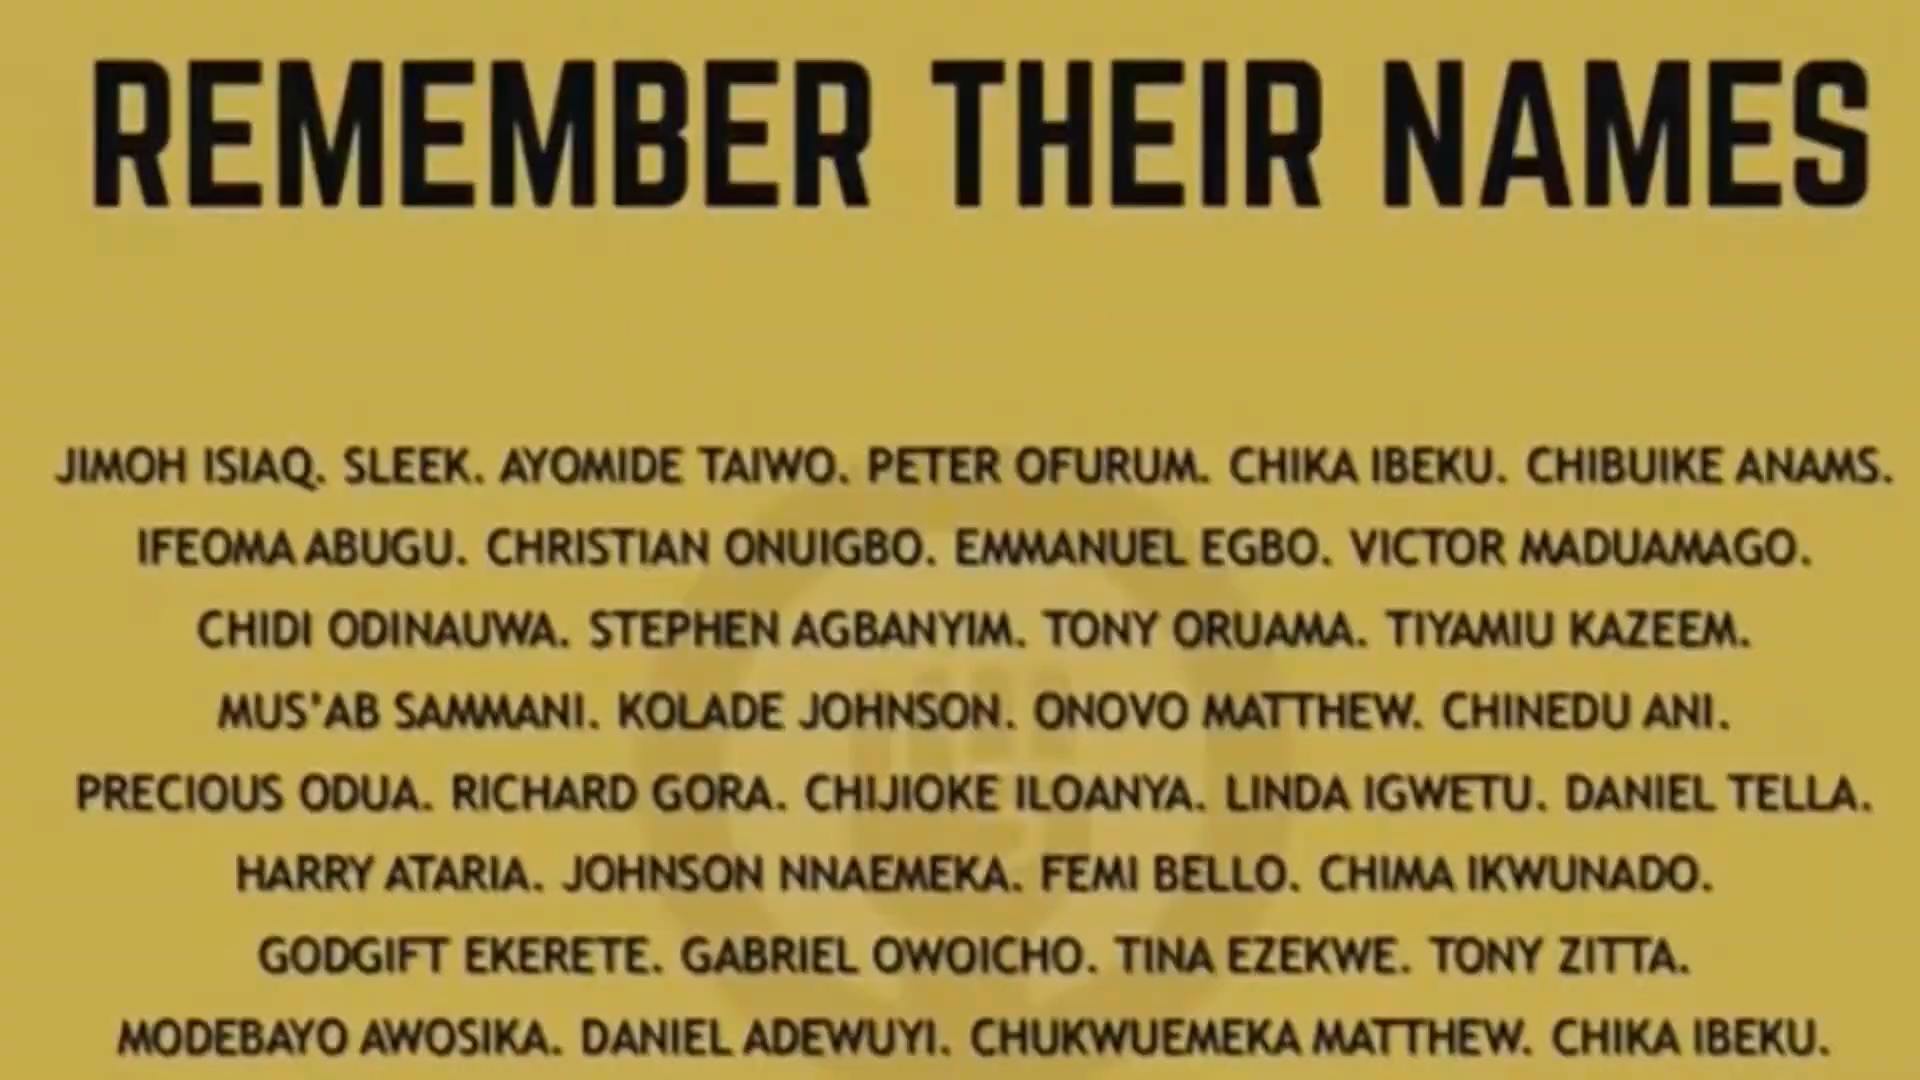 REMEMBER THEIR NAMES
JIMOH ISIAQ. SLEEK. AYOMIDE TAIWO. PETER OFURUM. CHIKA IBEKU. CHIBUIKE ANAMS.
IFEOMA ABUGU. CHRISTIAN ONUIGBO. EMMANUEL EGBO. VICTOR MADUAMAGO.
CHIDI ODINAUWA. STEPHEN AGBANYIM. TONY ORUAMA. TIYAMIU KAZEEM.
MUS'AB SAMMANI. KOLADE JOHNSON. ONOVO MATTHEW. CHINEDU ANI.
PRECIOUS ODUA. RICHARD GORA. CHIJIOKE ILOANYA. LINDA IGWETU. DANIEL TELLA.
HARRY ATARIA. JOHNSON NNAEMEKA. FEMI BELLO. CHIMA IKWUNADO.
GODGIFT EKERETE. GABRIEL OWOICHO. TINA EZEKWE. TONY ZITTA.
MODEBAYO AWOSIKA. DANIEL ADEWUYI. CHUKWUEMEKA MATTHEW. CHIKA IBEKU.